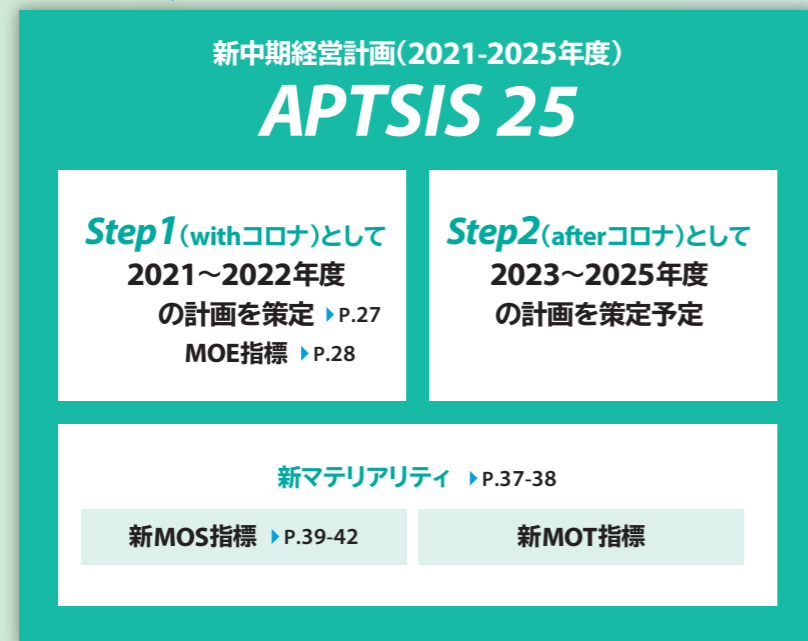 新中期経営計画(2021-2025年度)
APTSIS 25
Step1(withコロナ)として
2021～2022年度
の計画を策定 ▶P.27
MOE指標 ▶P.28
Step2(afterコロナ)として
2023～2025年度
の計画を策定予定
新マテリアリティ ▶P.37-38
新MOS指標 ▶P.39-42
新MOT指標